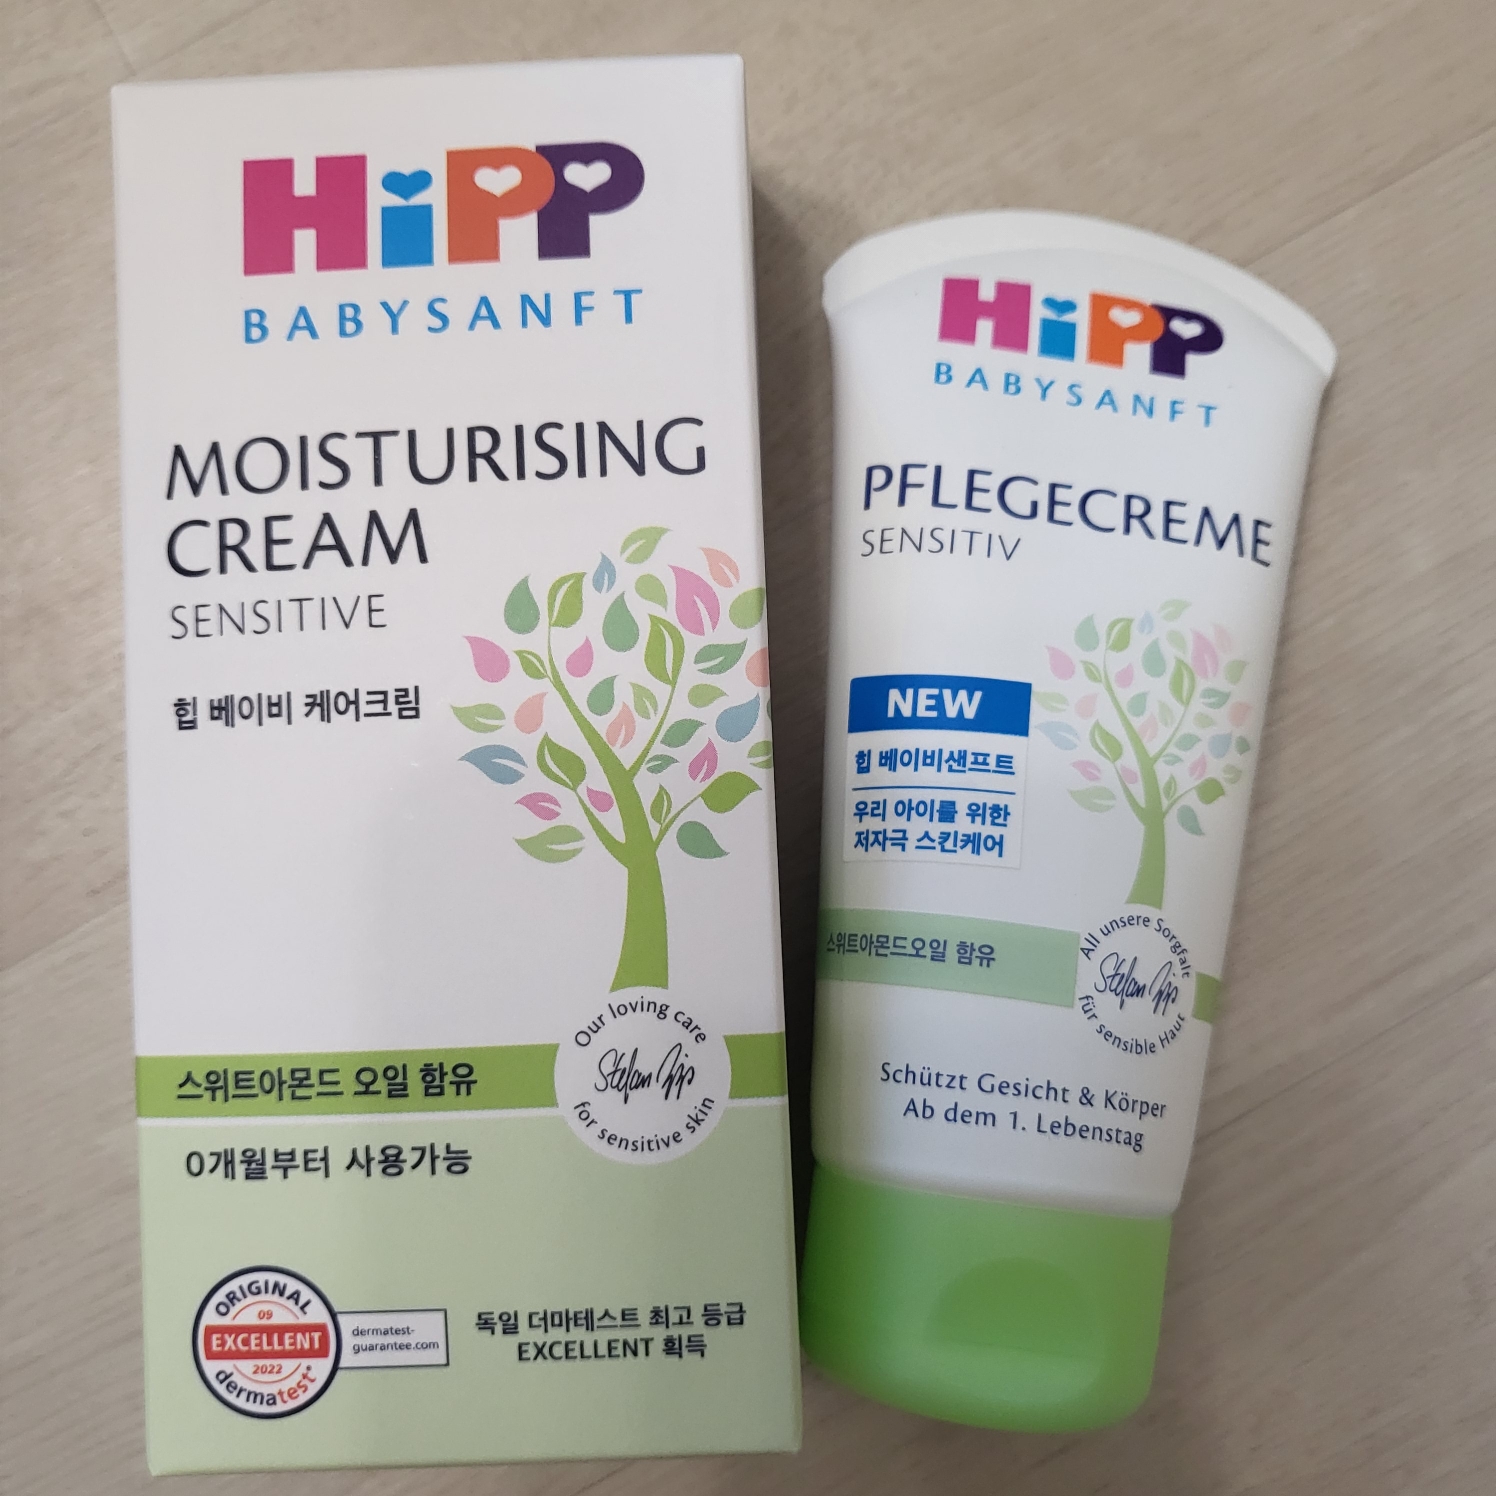 HiPP
BABYSANFT
MOISTURISING
CREAM
SENSITIVE
힙 베이비 케어크림
Our loving care
Stefan Hipp
for sensitive skin
스위트아몬드 오일 함유
0개월부터 사용가능
ORIGINAL
09
EXCELLENT
2022
dermatest®
dermatest-
guarantee.com
독일 더마테스트 최고 등급
EXCELLENT 획득
HiPP
BABYSANFT
PFLEGECREME
SENSITIV
NEW
힙 베이비샌프트
우리 아이를 위한
저자극 스킨케어
스위트아몬드오일 함유
All unsere Sorgfalt
Stefan Hipp
für sensible Haut
Schützt Gesicht & Körper
Ab dem 1. Lebenstag